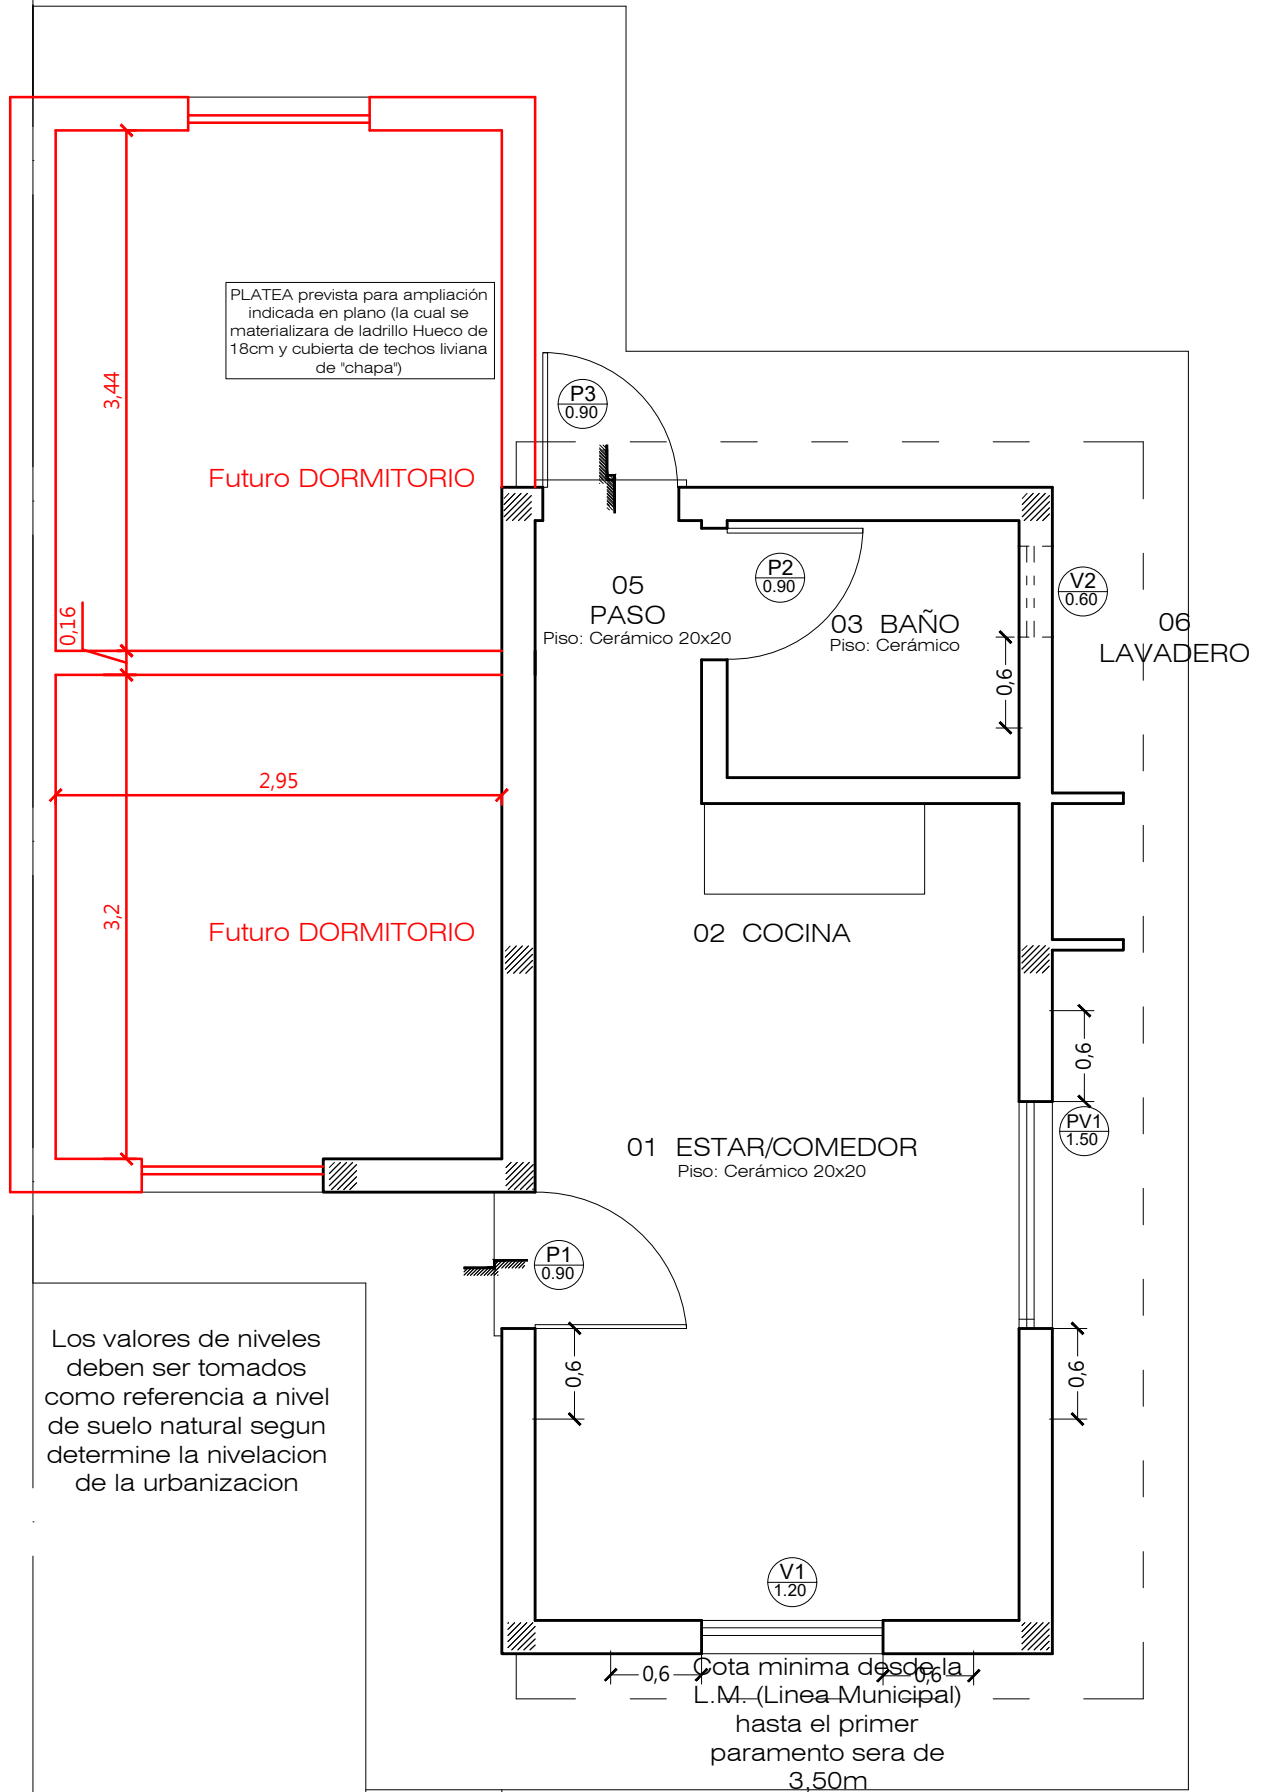 PLATEA prevista para ampliación
indicada en plano (la cual se
materializara de ladrillo Hueco de
18cm y cubierta de techos liviana
de "chapa")
3,44
P3
0.90
Futuro DORMITORIO
05
PASO
Piso: Cerámico 20x20
P2
0.90
03 BAÑO
Piso: Cerámico
V2
0.60
06
LAVADERO
0,16
0,6
2,95
3,2
Futuro DORMITORIO
02 COCINA
0,6
01 ESTAR/COMEDOR
Piso: Cerámico 20x20
PV1
1.50
P1
0.90
Los valores de niveles
deben ser tomados
como referencia a nivel
de suelo natural segun
determine la nivelacion
de la urbanizacion
0,6
0,6
V1
1.20
0,6
0,6
Cota minima desde la
L.M. (Linea Municipal)
hasta el primer
paramento sera de
3,50m